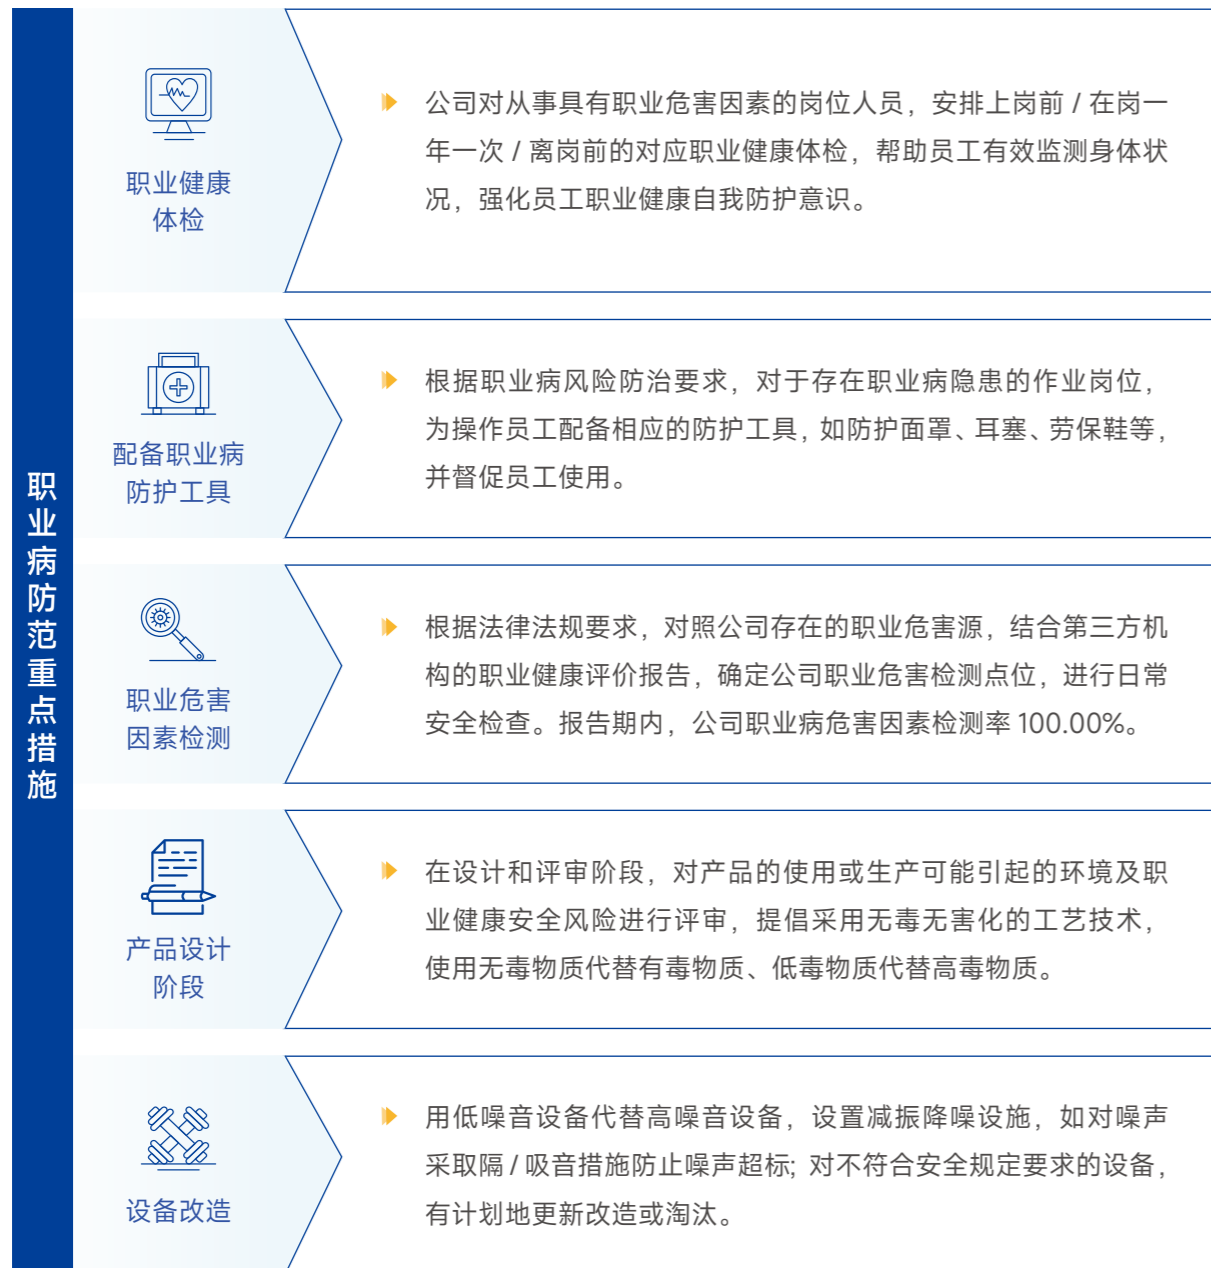 职业病防范重点措施
职业健康
体检
公司对从事具有职业危害因素的岗位人员，安排上岗前 / 在岗一
年一次 / 离岗前的对应职业健康体检，帮助员工有效监测身体状
况，强化员工职业健康自我防护意识。
配备职业病
防护工具
根据职业病风险防治要求，对于存在职业病隐患的作业岗位，
为操作员工配备相应的防护工具，如防护面罩、耳塞、劳保鞋等，
并督促员工使用。
职业危害
因素检测
根据法律法规要求，对照公司存在的职业危害源，结合第三方机
构的职业健康评价报告，确定公司职业危害检测点位，进行日常
安全检查。报告期内，公司职业病危害因素检测率 100.00%。
产品设计
阶段
在设计和评审阶段，对产品的使用或生产可能引起的环境及职
业健康安全风险进行评审，提倡采用无毒无害化的工艺技术，
使用无毒物质代替有毒物质、低毒物质代替高毒物质。
设备改造
用低噪音设备代替高噪音设备，设置减振降噪设施，如对噪声
采取隔 / 吸音措施防止噪声超标；对不符合安全规定要求的设备，
有计划地更新改造或淘汰。